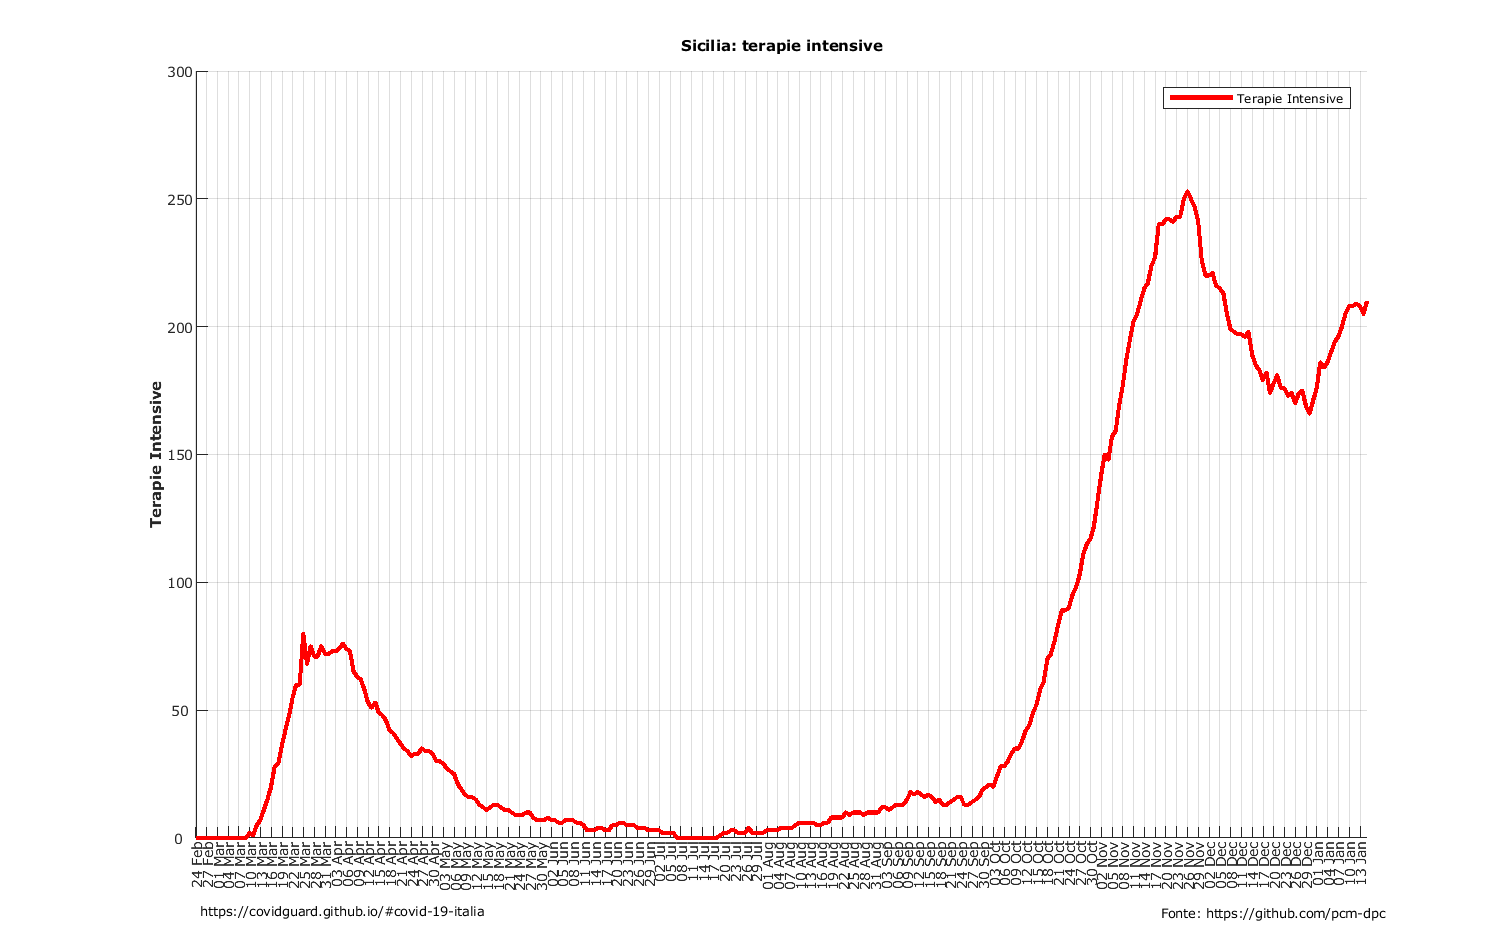 Sicilia: terapie intensive
Terapie Intensive
300
250
200
150
100
50
0
Terapie Intensive
24 Feb
27 Feb
01 Mar
04 Mar
07 Mar
10 Mar
13 Mar
16 Mar
19 Mar
22 Mar
25 Mar
28 Mar
31 Mar
03 Apr
06 Apr
09 Apr
12 Apr
15 Apr
18 Apr
21 Apr
24 Apr
27 Apr
30 Apr
03 May
06 May
09 May
12 May
15 May
18 May
21 May
24 May
27 May
30 May
02 Jun
05 Jun
08 Jun
11 Jun
14 Jun
17 Jun
20 Jun
23 Jun
26 Jun
29 Jun
02 Jul
05 Jul
08 Jul
11 Jul
14 Jul
17 Jul
20 Jul
23 Jul
26 Jul
29 Jul
01 Aug
04 Aug
07 Aug
10 Aug
13 Aug
16 Aug
19 Aug
22 Aug
25 Aug
28 Aug
31 Aug
03 Sep
06 Sep
09 Sep
12 Sep
15 Sep
18 Sep
21 Sep
24 Sep
27 Sep
30 Sep
03 Oct
06 Oct
09 Oct
12 Oct
15 Oct
18 Oct
21 Oct
24 Oct
27 Oct
30 Oct
02 Nov
05 Nov
08 Nov
11 Nov
14 Nov
17 Nov
20 Nov
23 Nov
26 Nov
29 Nov
02 Dec
05 Dec
08 Dec
11 Dec
14 Dec
17 Dec
20 Dec
23 Dec
26 Dec
29 Dec
01 Jan
04 Jan
07 Jan
10 Jan
13 Jan
https://covidguard.github.io/#covid-19-italia
Fonte: https://github.com/pcm-dpc